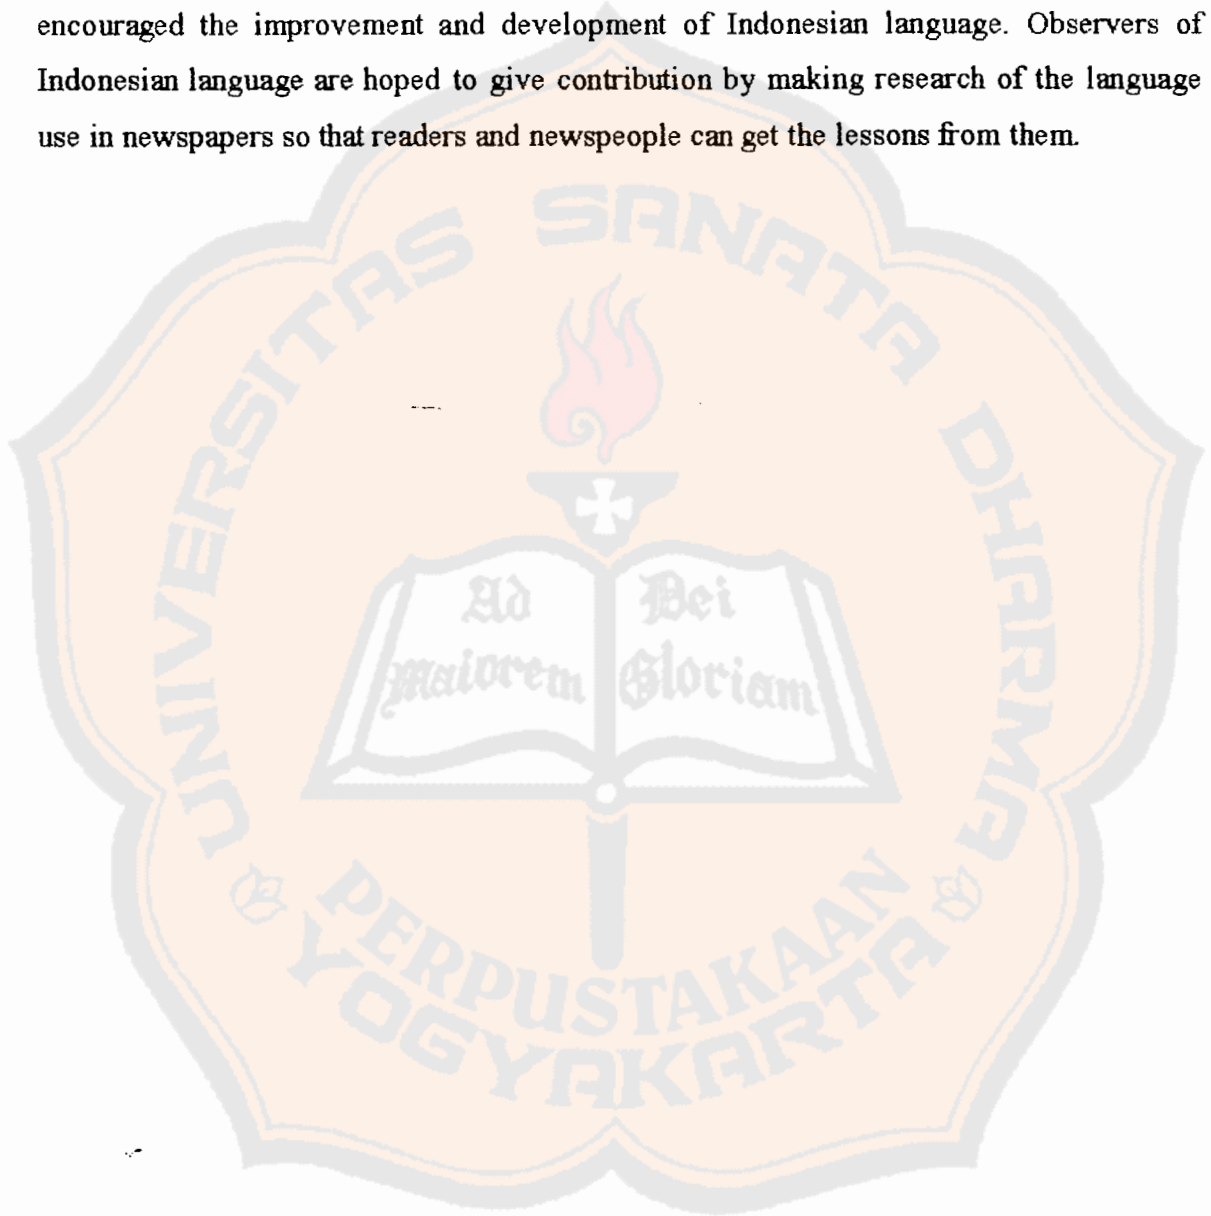 encouraged the improvement and development of Indonesian language. Observers of
Indonesian language are hoped to give contribution by making research of the language
use in newspapers so that readers and newspeople can get the lessons from them.
UNIVERSITAS SANATA DHARMA
Ad Dei
maiorem Gloriam
PERPUSTAKAAN
YOGYAKARTA